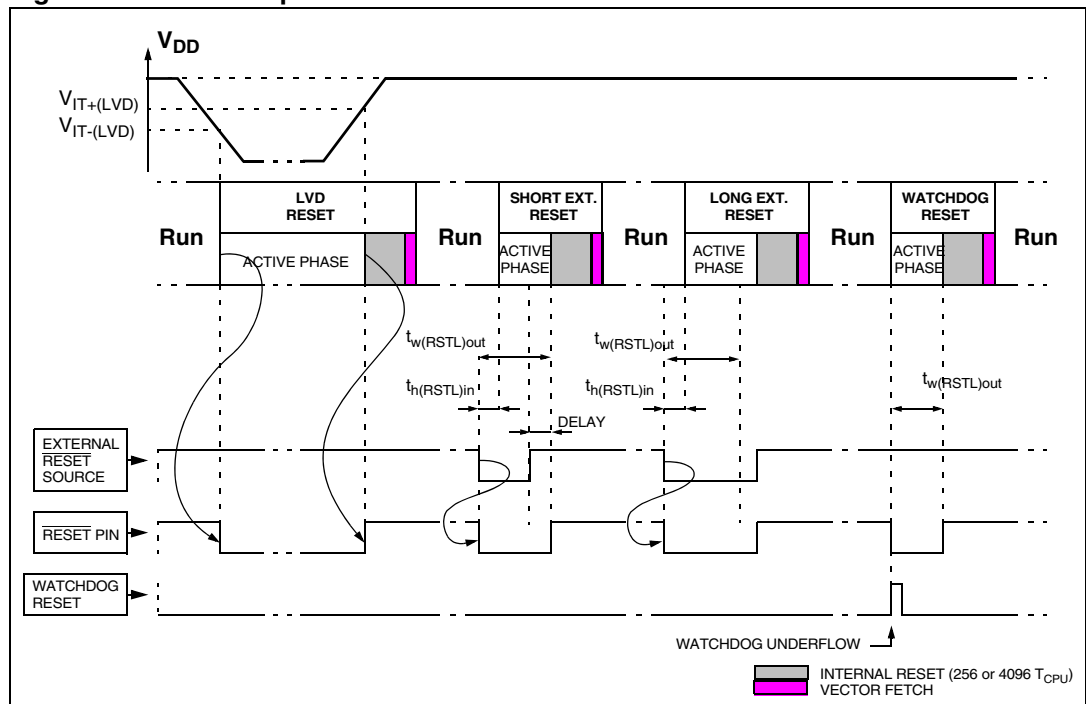 V_DD
V_IT+(LVD)
V_IT-(LVD)
LVD
RESET
SHORT EXT.
RESET
LONG EXT.
RESET
WATCHDOG
RESET
Run
Run
Run
Run
Run
ACTIVE PHASE
ACTIVE
PHASE
ACTIVE
PHASE
ACTIVE
PHASE
t_w(RSTL)out
t_w(RSTL)out
t_w(RSTL)out
t_h(RSTL)in
t_h(RSTL)in
DELAY
EXTERNAL
RESET
SOURCE
RESET PIN
WATCHDOG
RESET
WATCHDOG UNDERFLOW
INTERNAL RESET (256 or 4096 T_CPU)
VECTOR FETCH